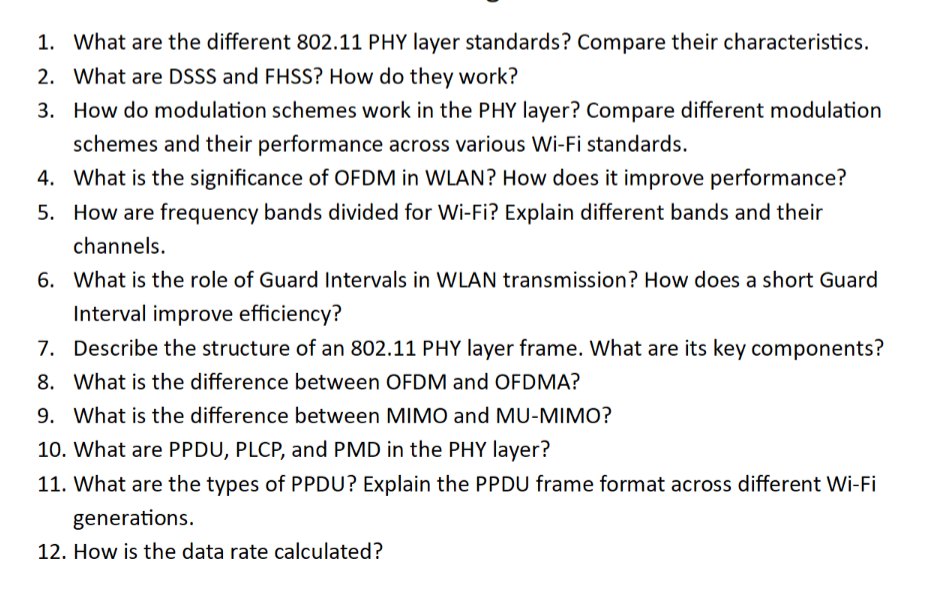 1. What are the different 802.11 PHY layer standards? Compare their characteristics.
2. What are DSSS and FHSS? How do they work?
3. How do modulation schemes work in the PHY layer? Compare different modulation
schemes and their performance across various Wi-Fi standards.
4. What is the significance of OFDM in WLAN? How does it improve performance?
5. How are frequency bands divided for Wi-Fi? Explain different bands and their
channels.
6. What is the role of Guard Intervals in WLAN transmission? How does a short Guard
Interval improve efficiency?
7. Describe the structure of an 802.11 PHY layer frame. What are its key components?
8. What is the difference between OFDM and OFDMA?
9. What is the difference between MIMO and MU-MIMO?
10. What are PPDU, PLCP, and PMD in the PHY layer?
11. What are the types of PPDU? Explain the PPDU frame format across different Wi-Fi
generations.
12. How is the data rate calculated?